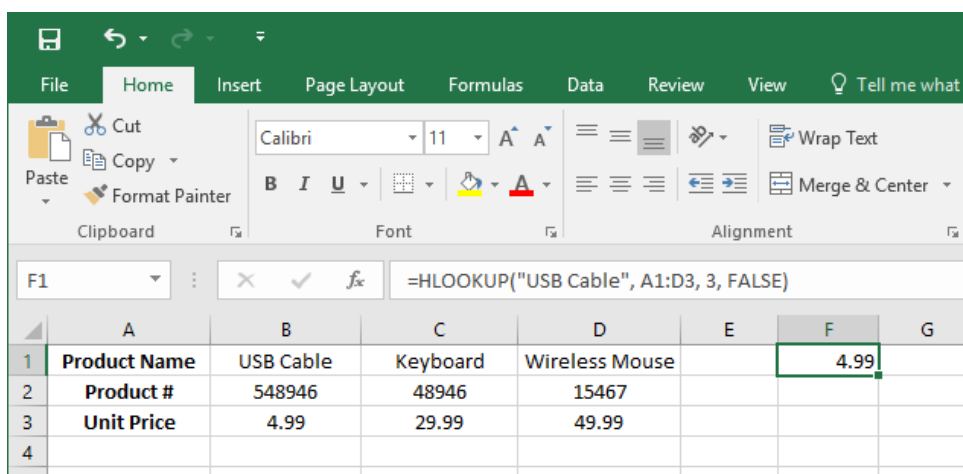 File Home Insert Page Layout Formulas Data Review View Tell me what
Cut
Copy
Paste
Format Painter
Calibri 11 A A
B I U A
Wrap Text
Merge & Center
Clipboard Font Alignment
F1 fx =HLOOKUP("USB Cable", A1:D3, 3, FALSE)
A B C D E F G
1 Product Name USB Cable Keyboard Wireless Mouse 4.99
2 Product # 548946 48946 15467
3 Unit Price 4.99 29.99 49.99
4